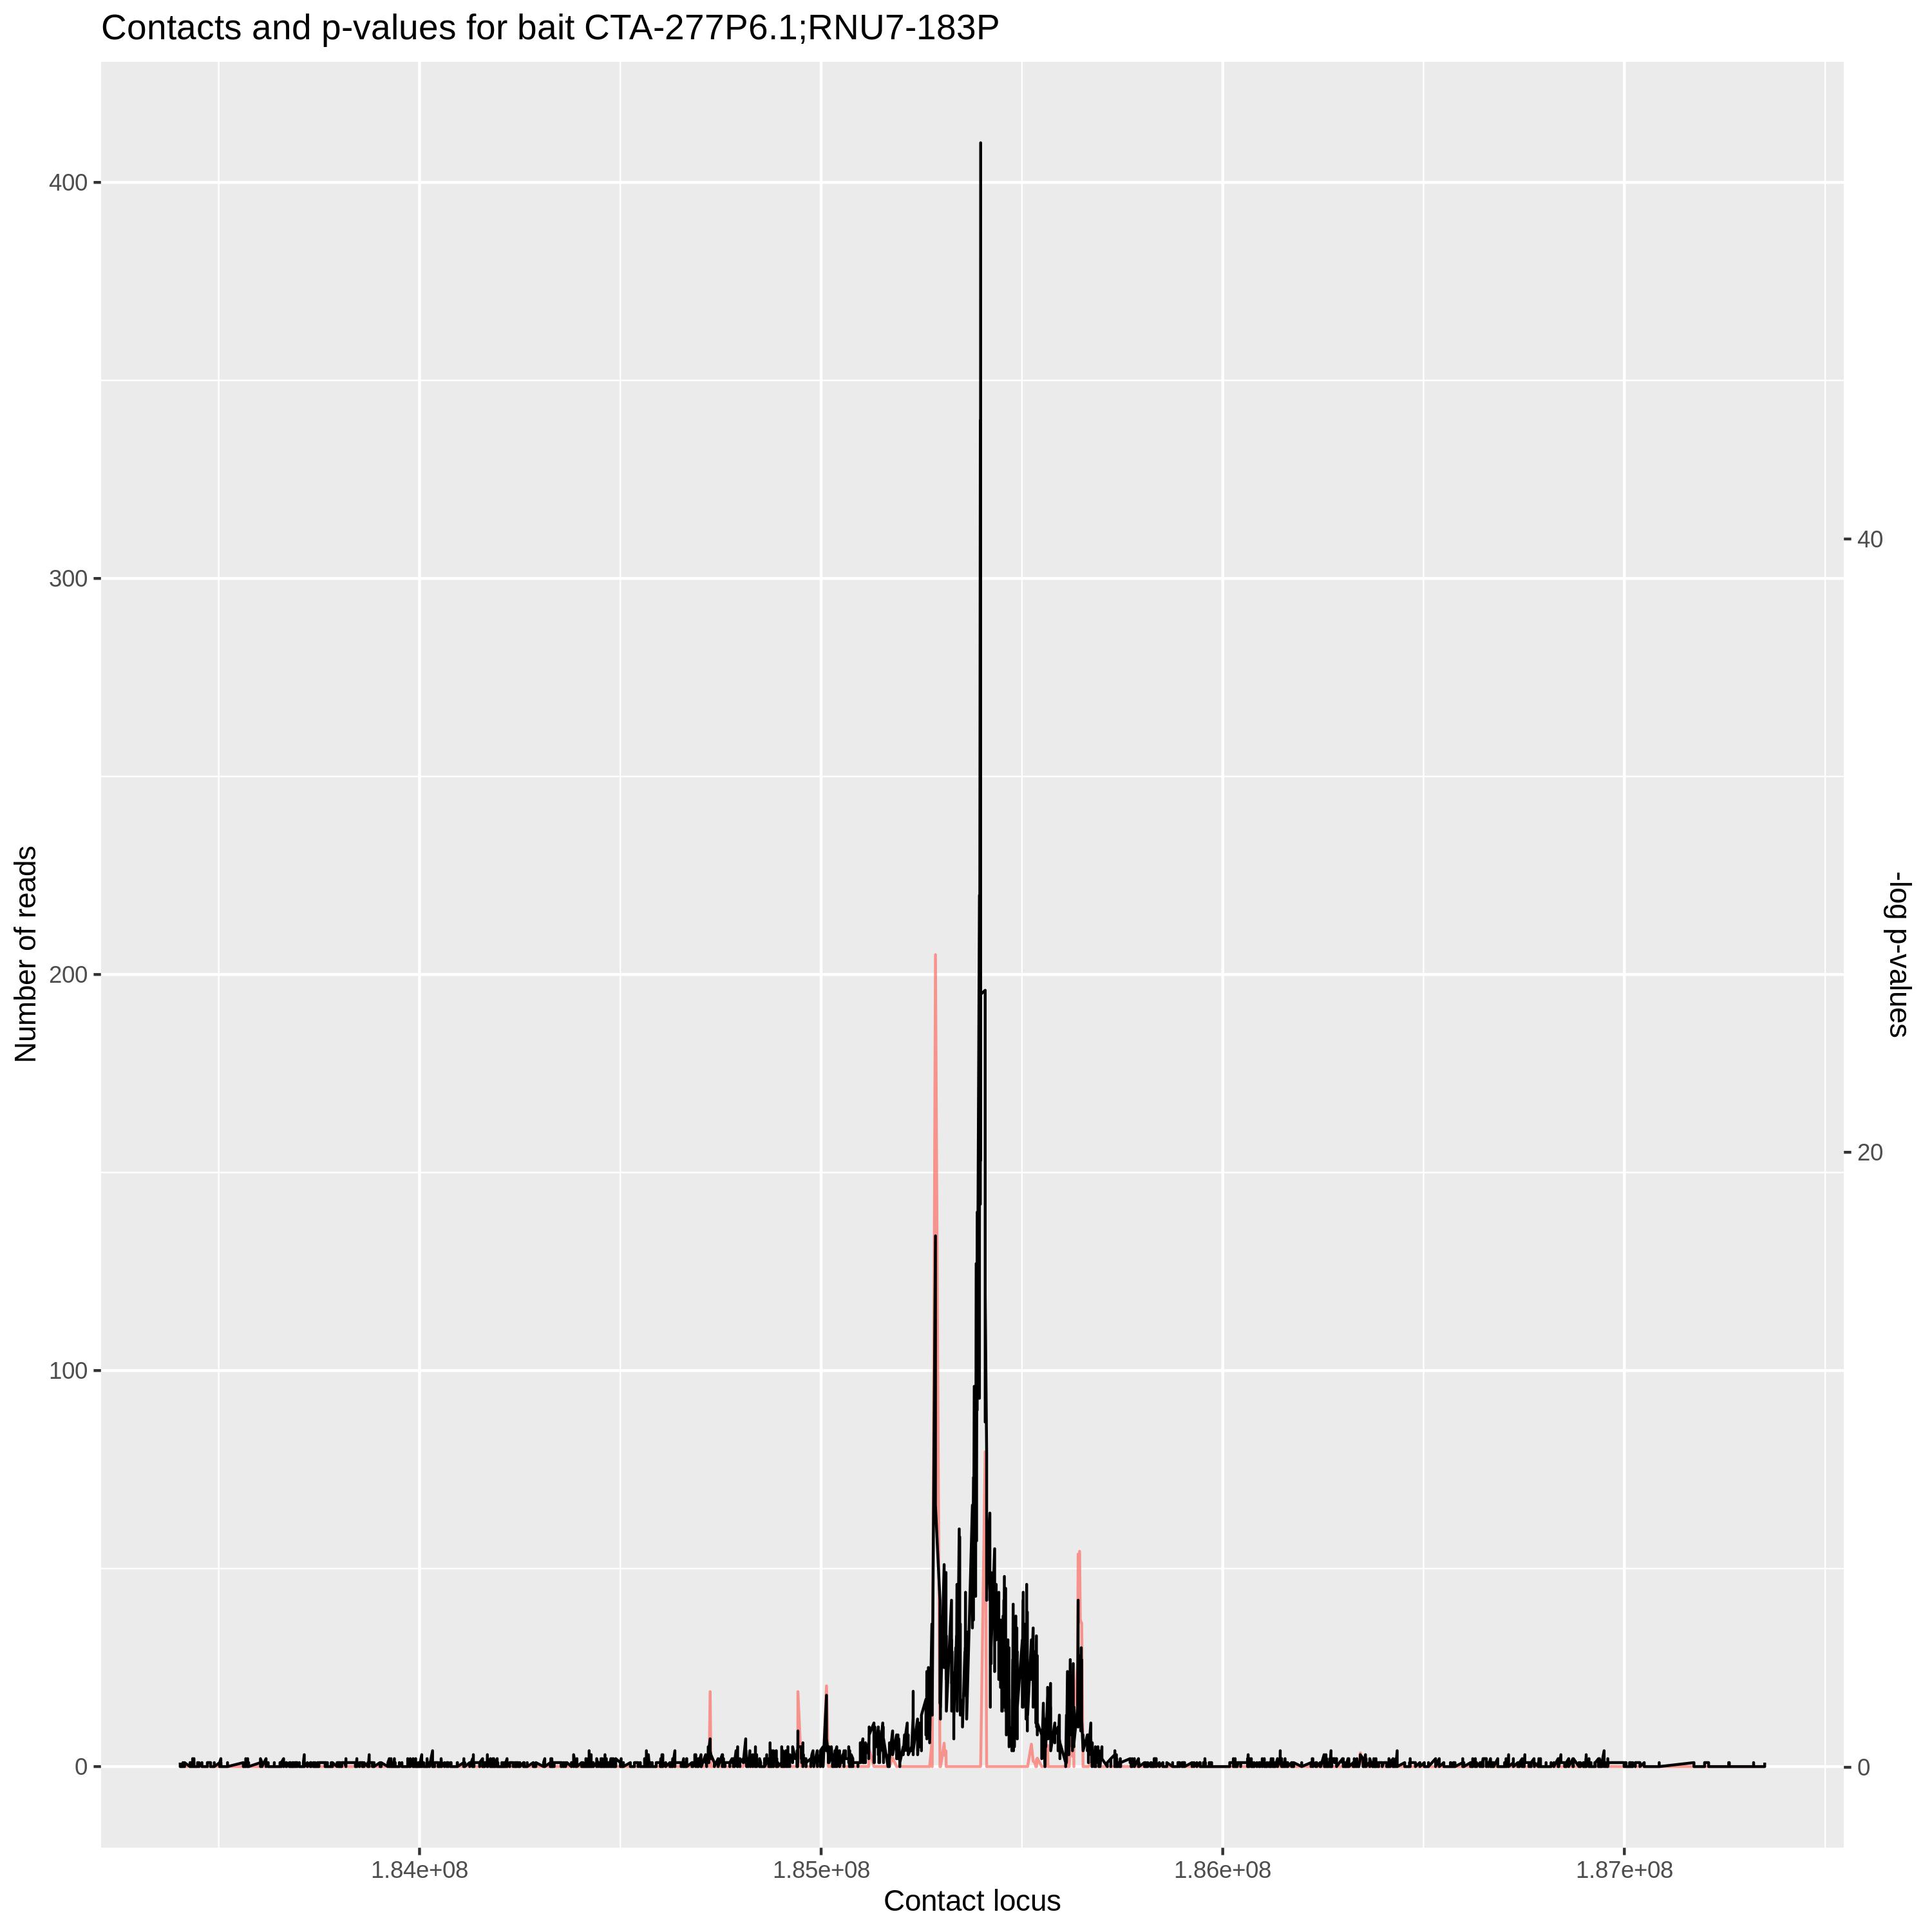 Contacts and p-values for bait CTA-277P6.1;RNU7-183P
400
300
200
100
0
Number of reads
40
20
0
-log p-values
1.84e+08
1.85e+08
1.86e+08
1.87e+08
Contact locus